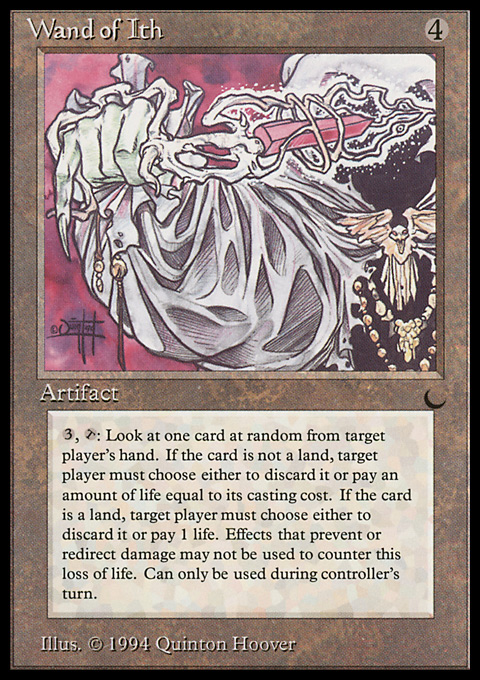 Wand of Ith 4
Artifact
3, : Look at one card at random from target
player's hand. If the card is not a land, target
player must choose either to discard it or pay an
amount of life equal to its casting cost. If the card
is a land, target player must choose either to
discard it or pay 1 life. Effects that prevent or
redirect damage may not be used to counter this
loss of life. Can only be used during controller's
turn.
Illus. © 1994 Quinton Hoover